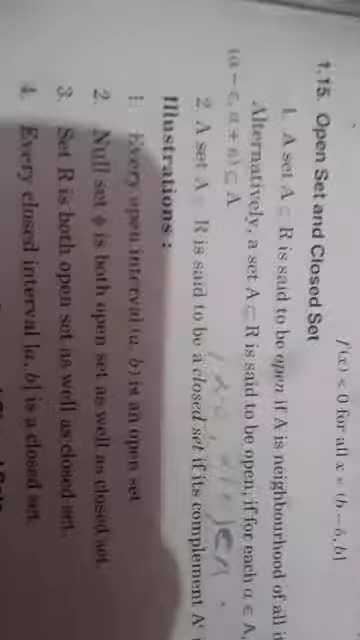 f'(x) < 0 for all x ∈ (b – δ, b)
1.15. Open Set and Closed Set
1. A set A ⊂ R is said to be open if A is neighbourhood of all
Alternatively, a set A ⊂ R is said to be open, if for each a ∈ A,
(a – ε, a + ε) ⊆ A
2. A set A ⊂ R is said to be a closed set if its complement A
Illustrations :
1. Every open interval (a, b) is an open set
2. Null set ϕ is both open set as well as closed set.
3. Set R is both open set as well as closed set.
4. Every closed interval [a, b] is a closed set.